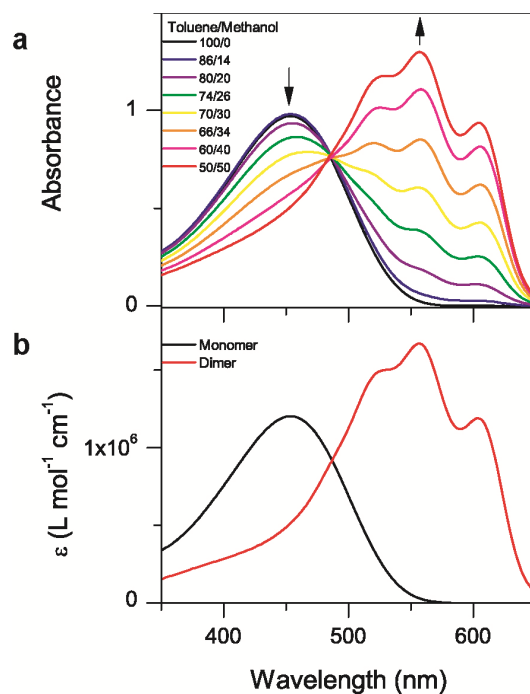 a
Toluene/Methanol
100/0
86/14
80/20
74/26
70/30
66/34
60/40
50/50
1
0
Absorbance
b
Monomer
Dimer
1x10⁶
0
ε (L mol⁻¹ cm⁻¹)
400 500 600
Wavelength (nm)